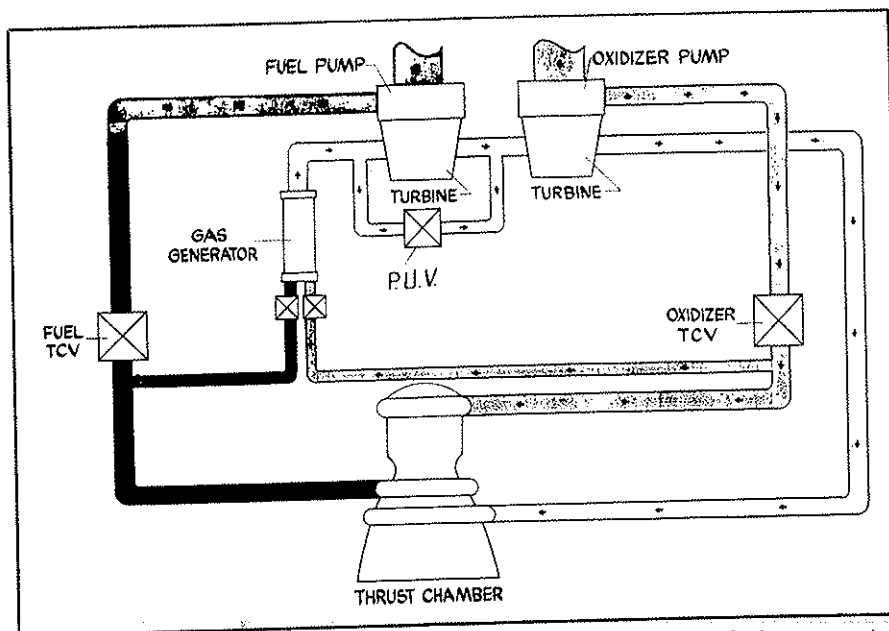 FUEL PUMP
OXIDIZER PUMP
TURBINE
TURBINE
GAS
GENERATOR
P.U.V.
FUEL
TCV
OXIDIZER
TCV
THRUST CHAMBER